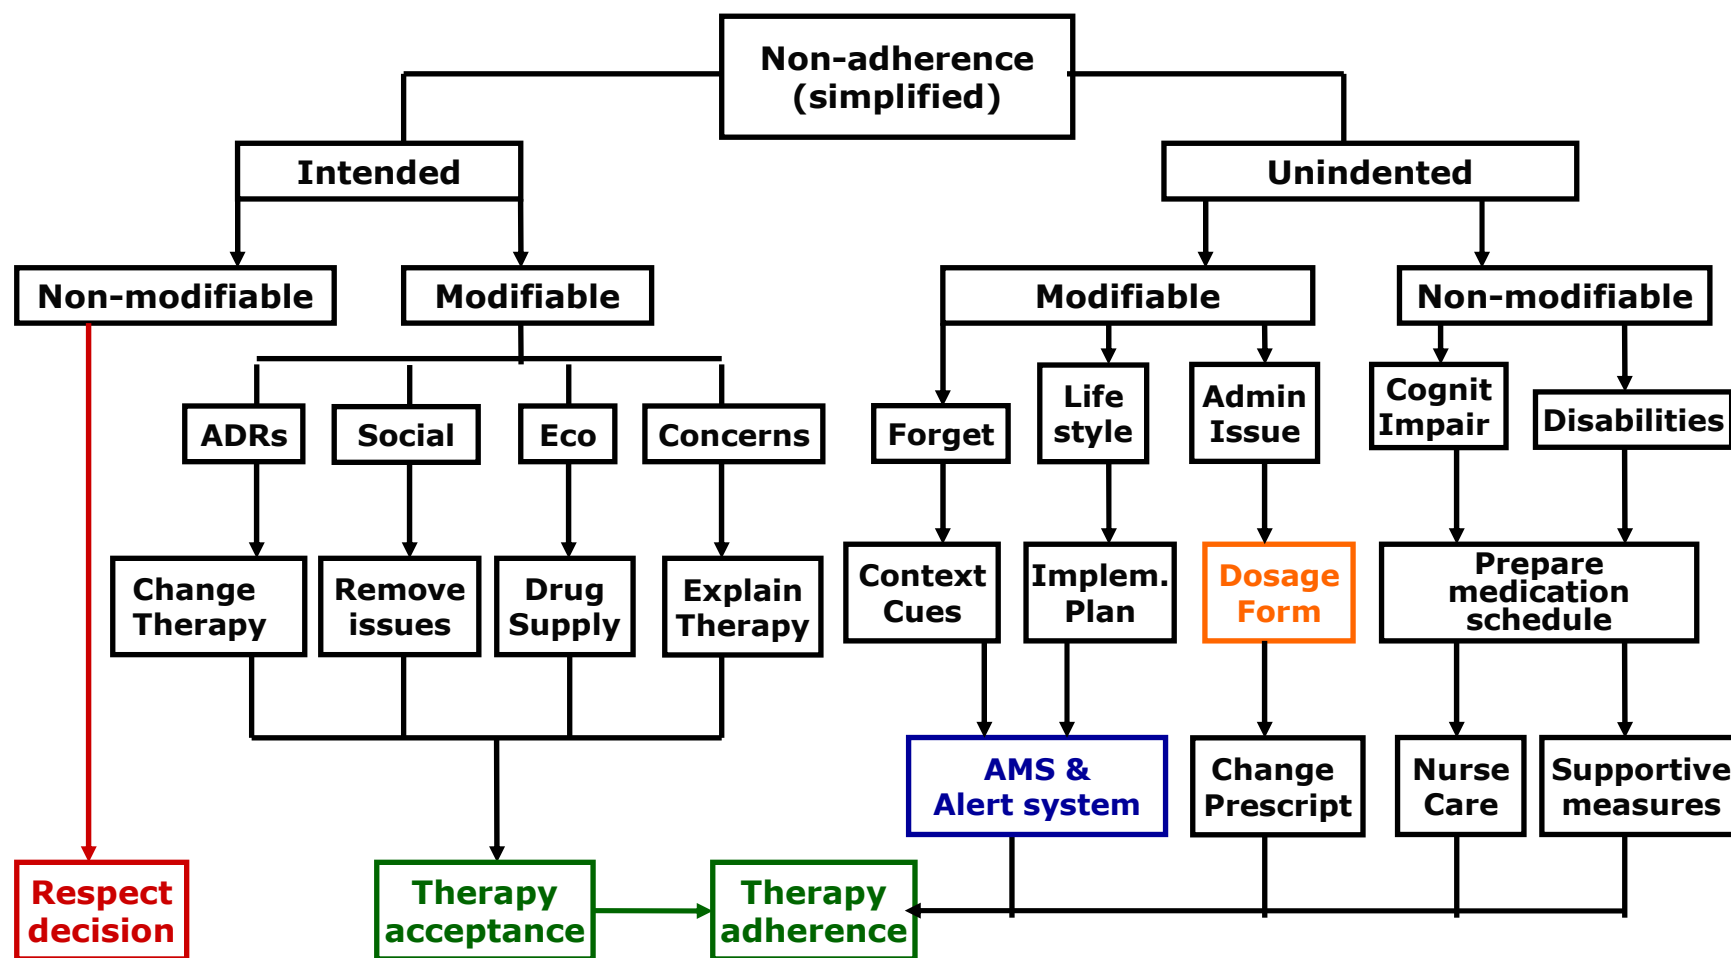 Non-adherence
(simplified)
Intended
Unindented
Non-modifiable
Modifiable
Modifiable
Non-modifiable
ADRs
Social
Eco
Concerns
Forget
Life
style
Admin
Issue
Cognit
Impair
Disabilities
Change
Therapy
Remove
issues
Drug
Supply
Explain
Therapy
Context
Cues
Implem.
Plan
Dosage
Form
Prepare
medication
schedule
AMS &
Alert system
Change
Prescript
Nurse
Care
Supportive
measures
Respect
decision
Therapy
acceptance
Therapy
adherence